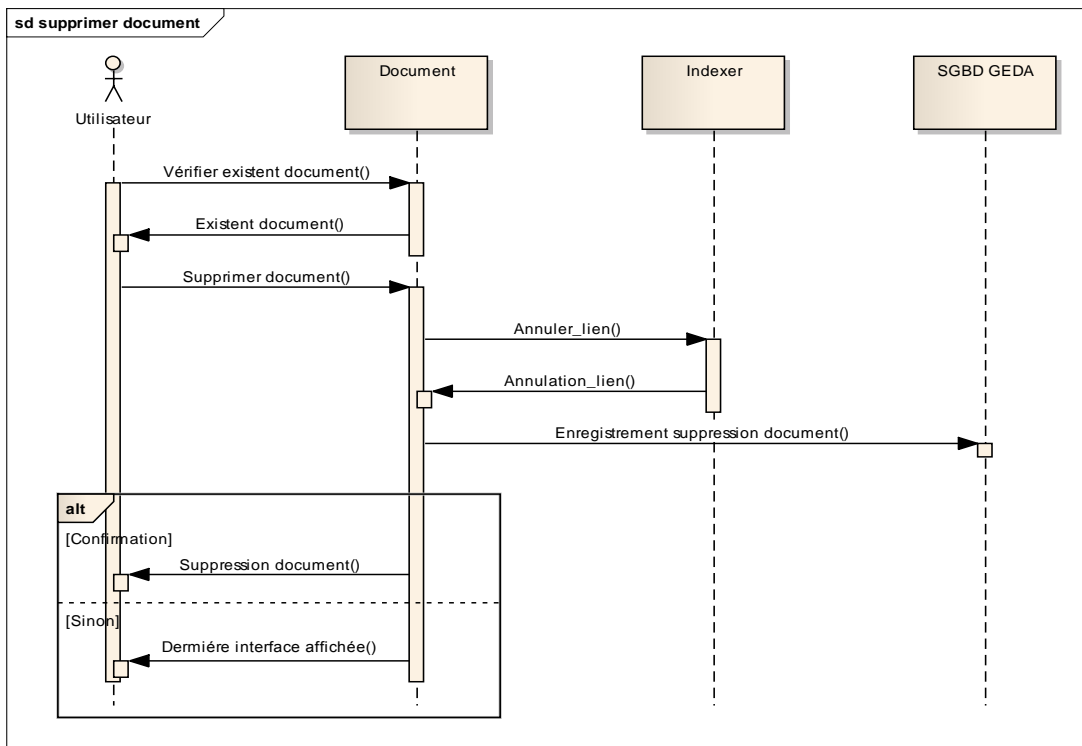 sd supprimer document
Utilisateur
Document
Indexer
SGBD GEDA
Vérifier existent document()
Existent document()
Supprimer document()
Annuler_lien()
Annulation_lien()
Enregistrement suppression document()
alt
[Confirmation]
Suppression document()
[Sinon]
Dermiére interface affichée()